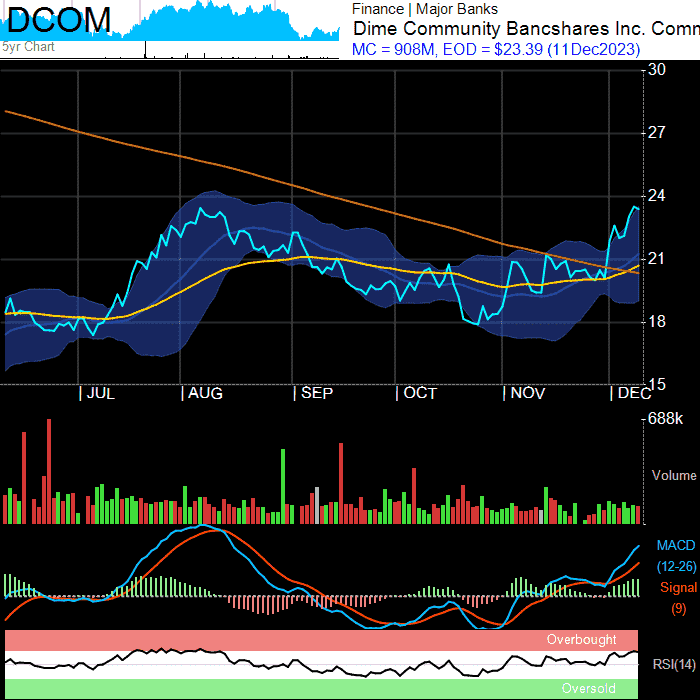 DCOM
5yr Chart
Finance | Major Banks
Dime Community Bancshares Inc. Comm
MC = 908M, EOD = $23.39 (11Dec2023)
30
27
24
21
18
15
JUL AUG SEP OCT NOV DEC
688k
Volume
MACD
(12-26)
Signal
(9)
Overbought
RSI(14)
Oversold